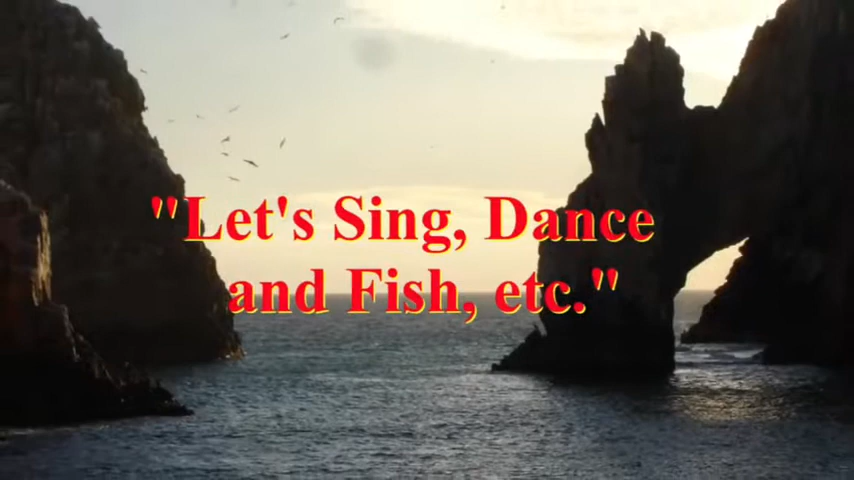 "Let's Sing, Dance
and Fish, etc."